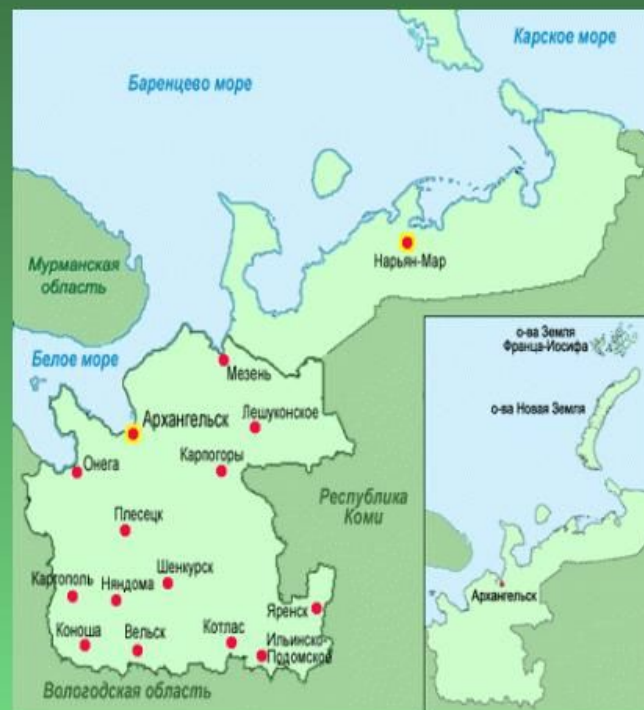 Карское море
Баренцево море
Нарьян-Мар
Мурманская
область
Белое море
Мезень
Архангельск
Лешуконское
Онега
Карпогоры
Плесецк
Республика
Коми
Шенкурск
Каргополь
Няндома
Яренск
Коноша
Вельск
Котлас
Ильинско-
Подомской
Вологодская область
о-ва Земля
Франца-Иосифа
о-ва Новая Земля
Архангельск